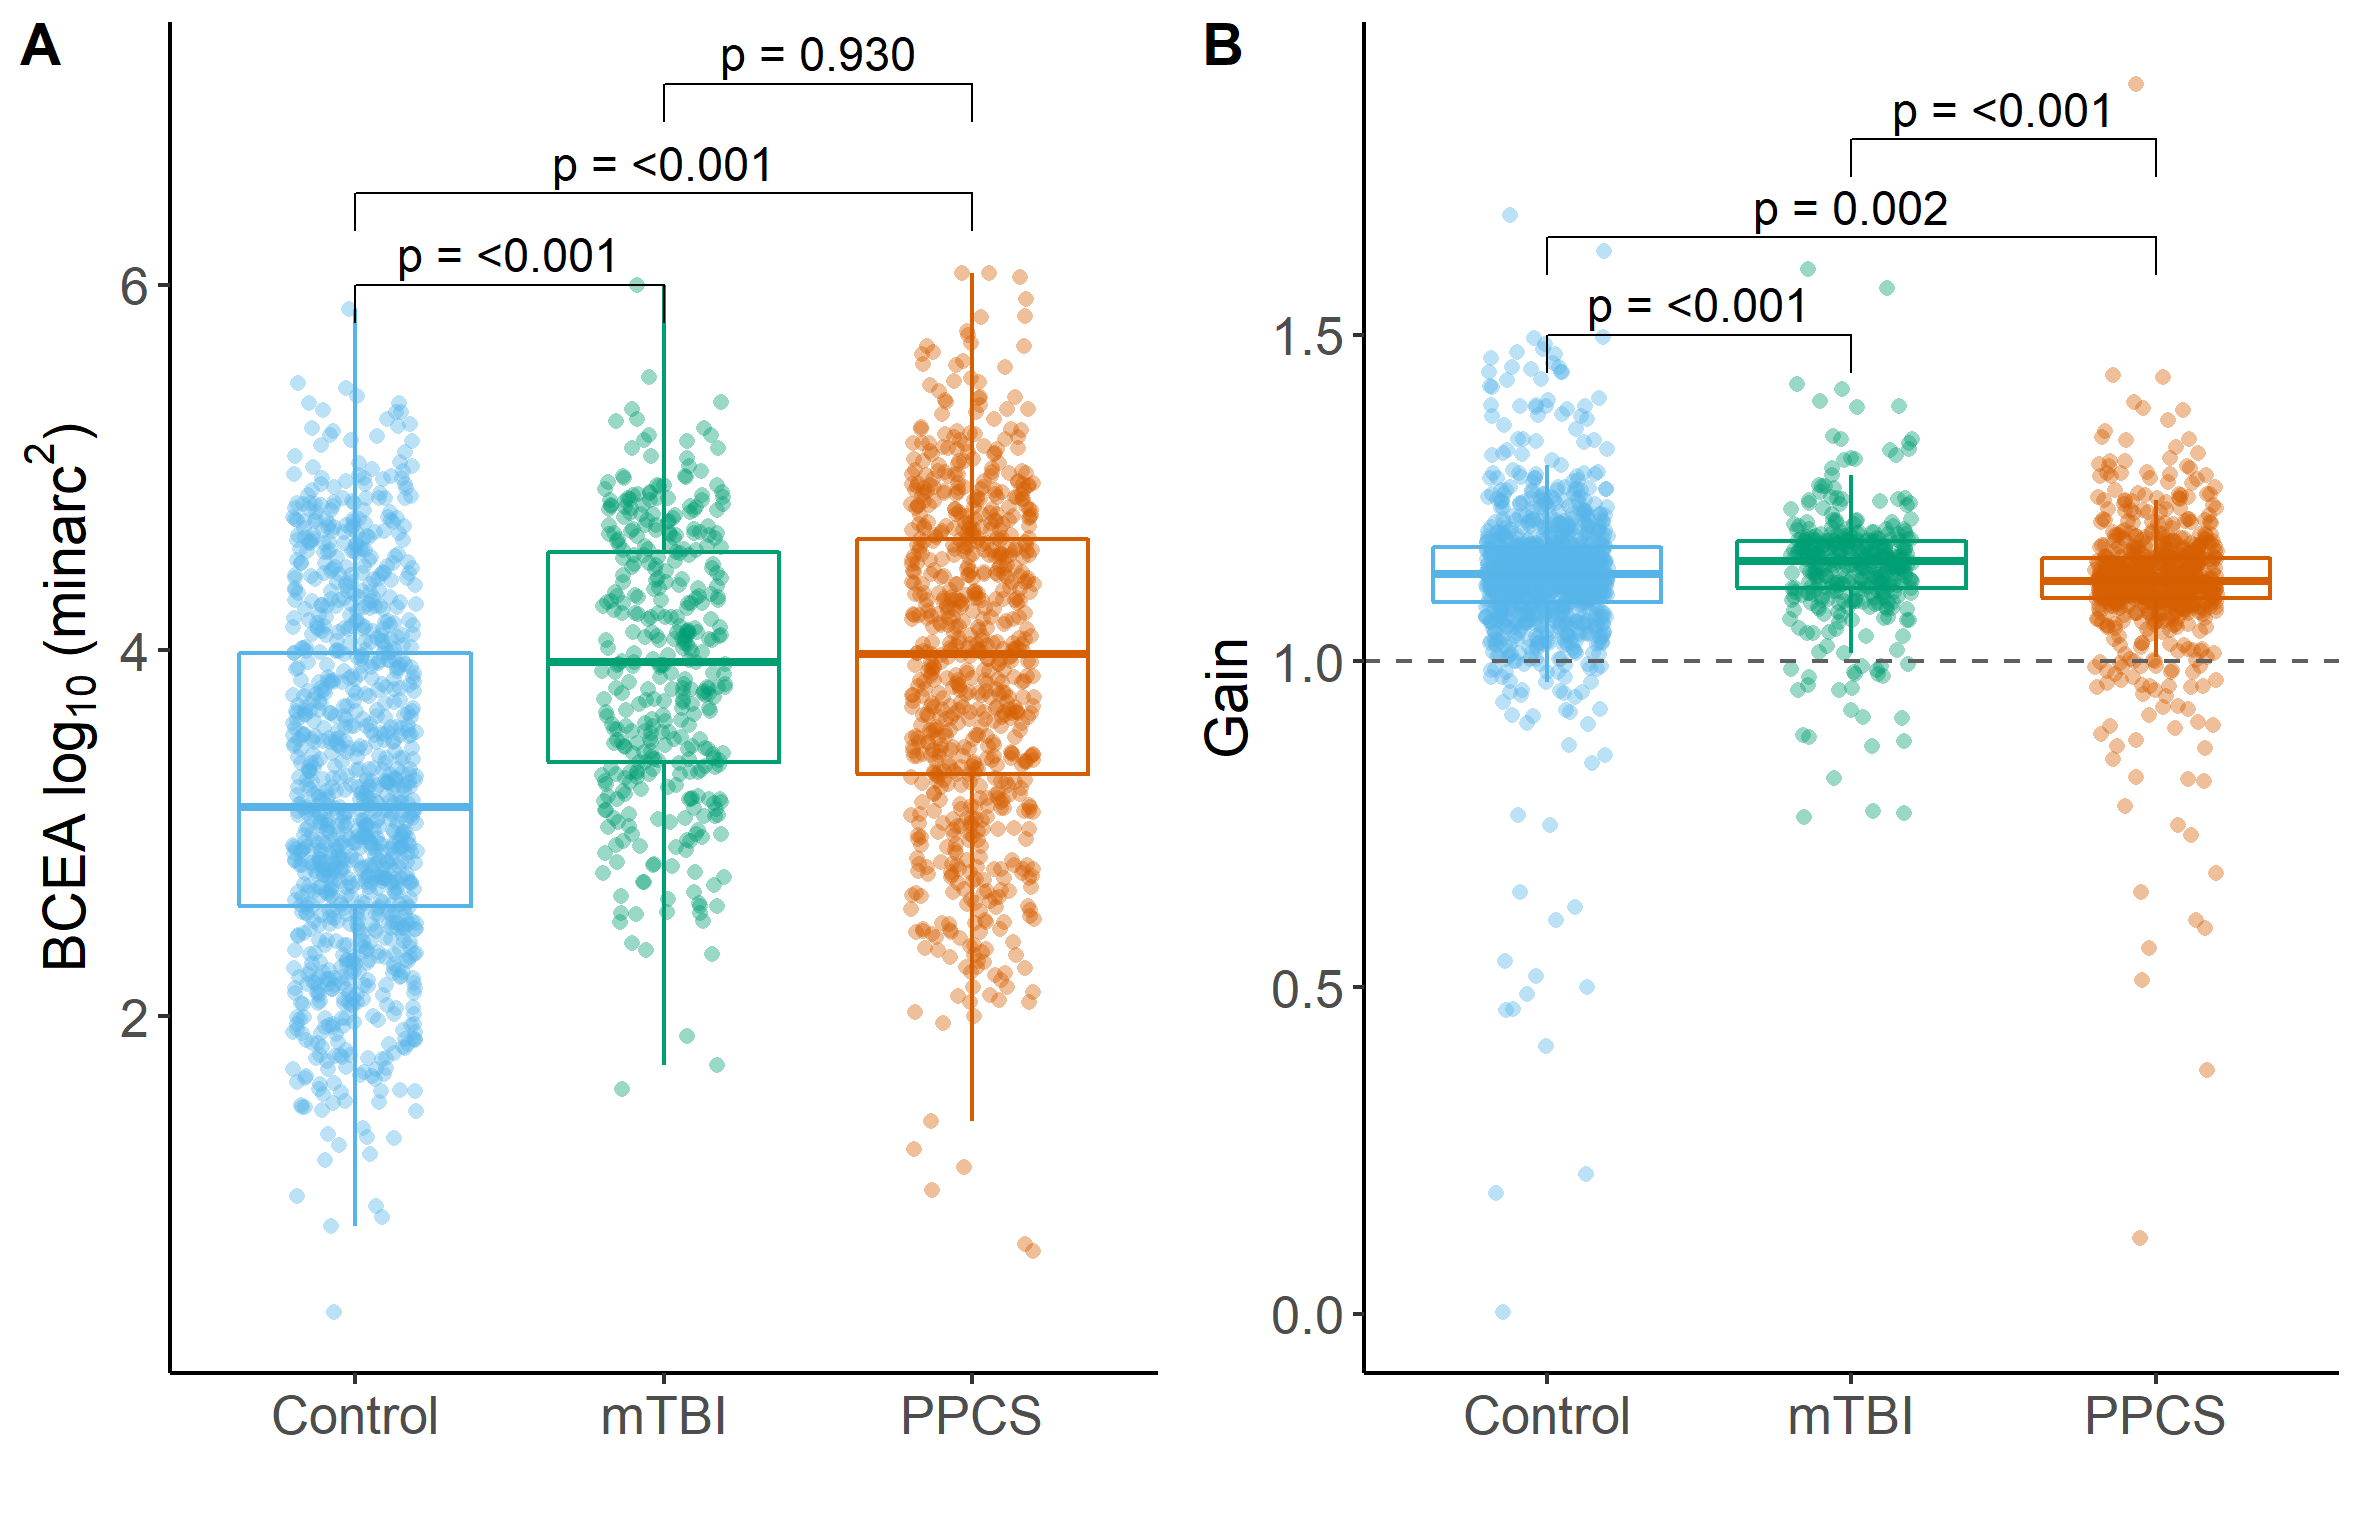 A
p = 0.930
p = <0.001
p = <0.001
6
4
2
BCEA log₁₀ (minarc²)
Control mTBI PPCS
B
p = <0.001
p = 0.002
p = <0.001
1.5
1.0
0.5
0.0
Gain
Control mTBI PPCS